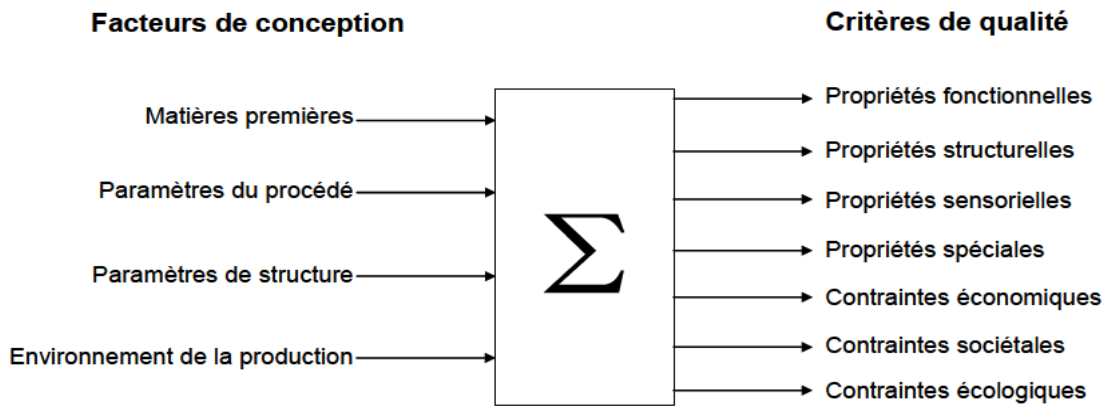 Facteurs de conception
Critères de qualité
Matières premières
Paramètres du procédé
Paramètres de structure
Environnement de la production
Σ
Propriétés fonctionnelles
Propriétés structurelles
Propriétés sensorielles
Propriétés spéciales
Contraintes économiques
Contraintes sociétales
Contraintes écologiques